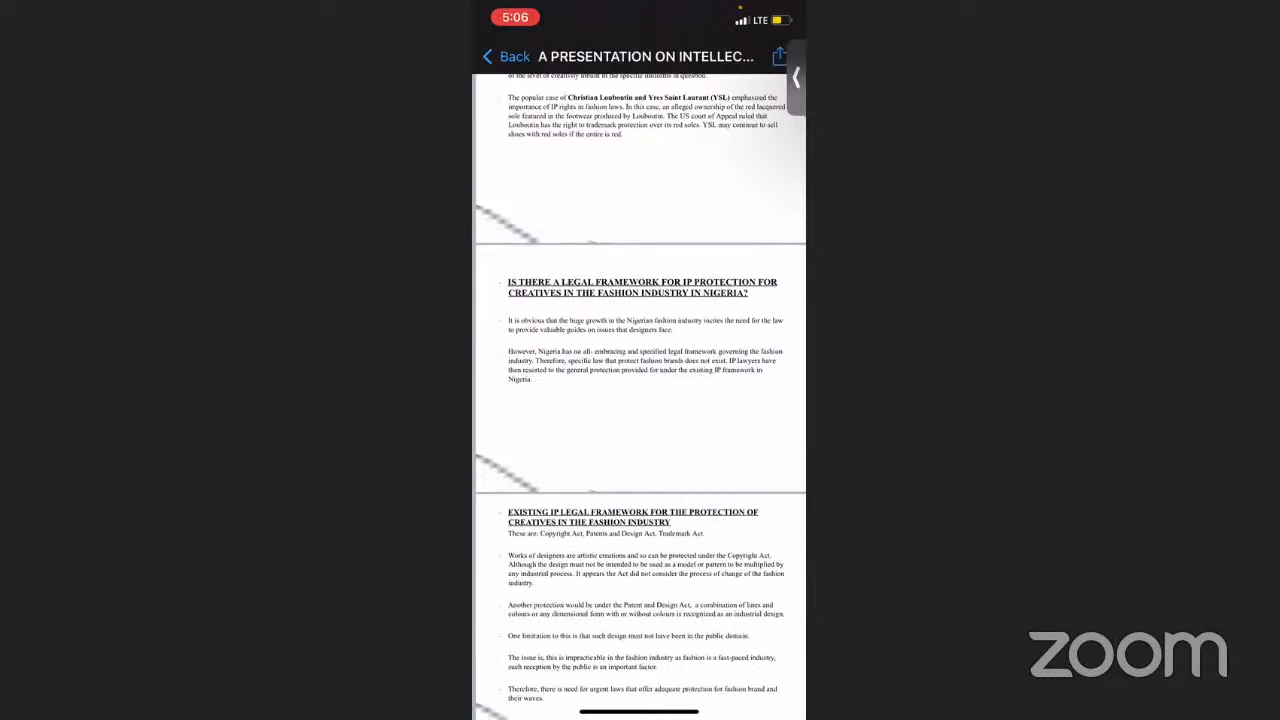 5:06
LTE
Back A PRESENTATION ON INTELLEC...
of the level of creativity inbuilt in the specific uniforms in question.
The popular case of Christian Louboutin and Yves Saint Laurant (YSL) emphasized the
importance of IP rights in fashion laws. In this case, an alleged ownership of the red lacquered
sole featured in the footwear produced by Louboutin. The US court of Appeal ruled that
Louboutin has the right to trademark protection over its red soles. YSL may continue to sell
shoes with red soles if the entire is red.
IS THERE A LEGAL FRAMEWORK FOR IP PROTECTION FOR
CREATIVES IN THE FASHION INDUSTRY IN NIGERIA?
It is obvious that the huge growth in the Nigerian fashion industry incites the need for the law
to provide valuable guides on issues that designers face.
However, Nigeria has no all- embracing and specified legal framework governing the fashion
industry. Therefore, specific law that protect fashion brands does not exist. IP lawyers have
then resorted to the general protection provided for under the existing IP framework in
Nigeria.
EXISTING IP LEGAL FRAMEWORK FOR THE PROTECTION OF
CREATIVES IN THE FASHION INDUSTRY
These are: Copyright Act, Patents and Design Act. Trademark Act.
Works of designers are artistic creations and so can be protected under the Copyright Act.
Although the design must not be intended to be used as a model or pattern to be multiplied by
any industrial process. It appears the Act did not consider the process of change of the fashion
industry.
Another protection would be under the Patent and Design Act, a combination of lines and
colours or any dimensional form with or without colours is recognized as an industrial design.
One limitation to this is that such design must not have been in the public domain.
The issue is, this is impracticable in the fashion industry as fashion is a fast-paced industry,
such reception by the public is an important factor.
Therefore, there is need for urgent laws that offer adequate protection for fashion brand and
their waves.
zoom